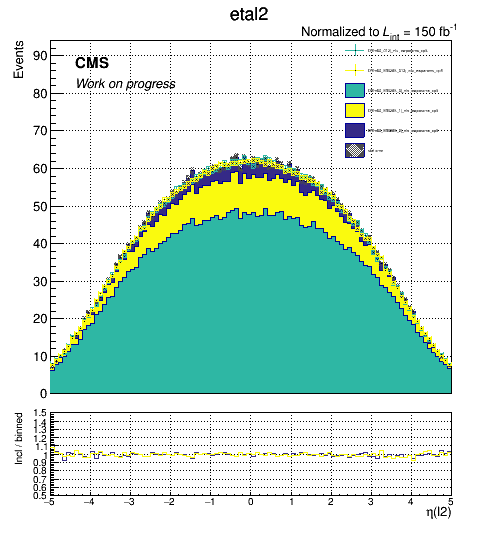 etal2
Normalized to Lint = 150 fb-1
CMS
Work on progress
Events
90
80
70
60
50
40
30
20
10
0
Incl / binned
1.5
1.4
1.3
1.2
1.1
1
0.9
0.8
0.7
0.6
0.5
−5 −4 −3 −2 −1 0 1 2 3 4 5
η(l2)